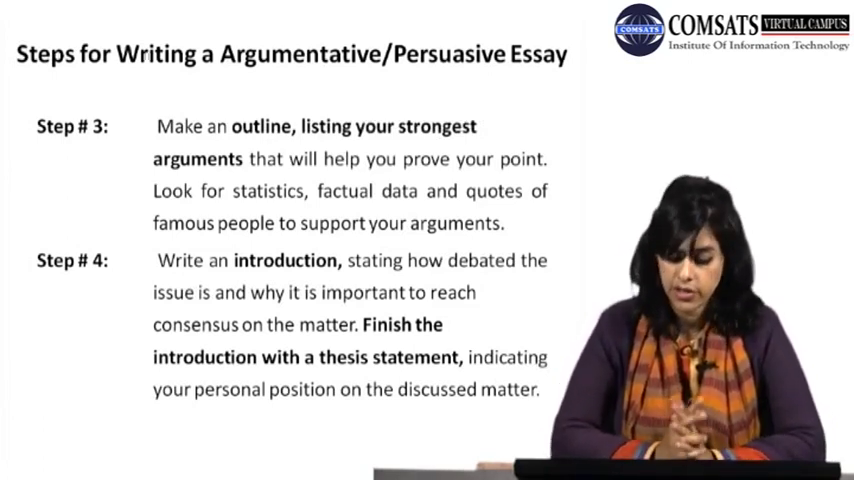 COMSATS VIRTUAL CAMPUS
Institute Of Information Technology
COMSATS
Steps for Writing a Argumentative/Persuasive Essay
Step # 3: Make an outline, listing your strongest
arguments that will help you prove your point.
Look for statistics, factual data and quotes of
famous people to support your arguments.
Step # 4: Write an introduction, stating how debated the
issue is and why it is important to reach
consensus on the matter. Finish the
introduction with a thesis statement, indicating
your personal position on the discussed matter.